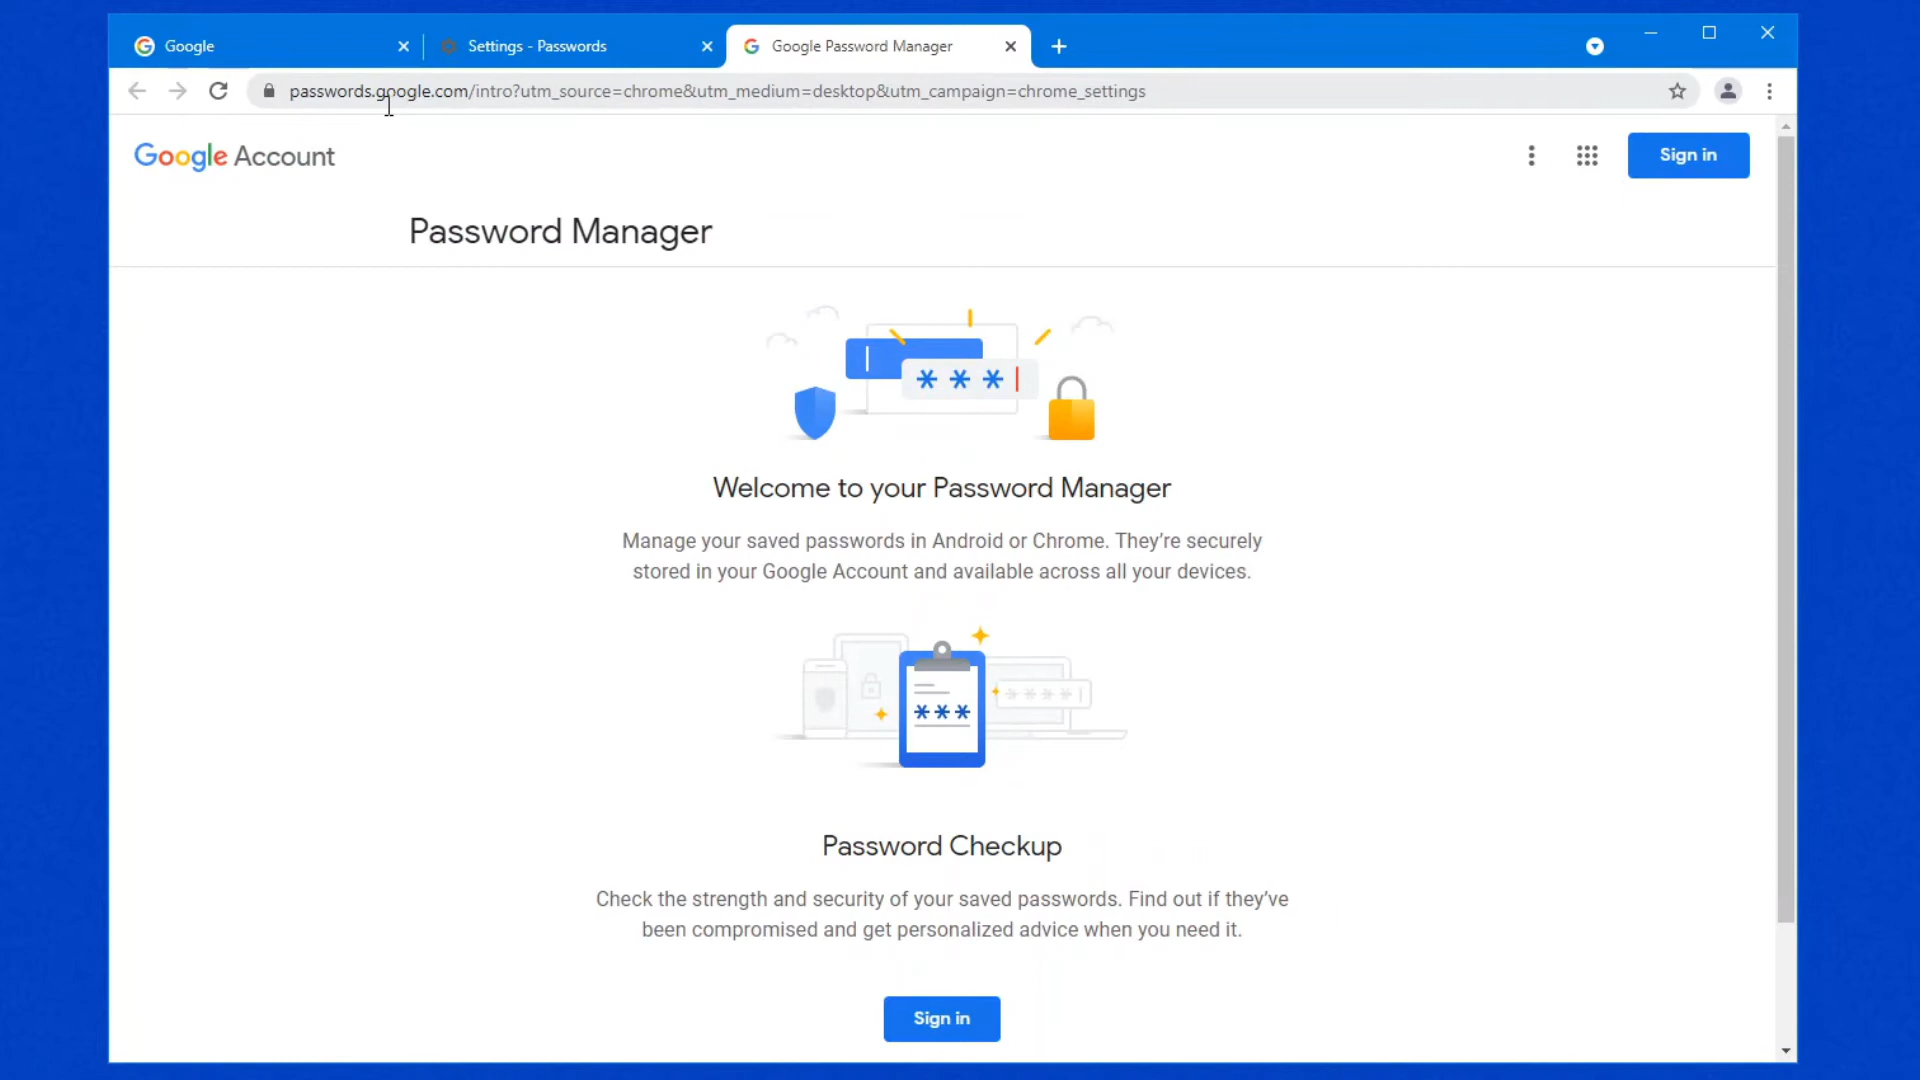 Google
Settings - Passwords
Google Password Manager
passwords.google.com/intro?utm_source=chrome&utm_medium=desktop&utm_campaign=chrome_settings
Google Account
Sign in
Password Manager
***
Welcome to your Password Manager
Manage your saved passwords in Android or Chrome. They’re securely
stored in your Google Account and available across all your devices.
****
***
Password Checkup
Check the strength and security of your saved passwords. Find out if they’ve
been compromised and get personalized advice when you need it.
Sign in